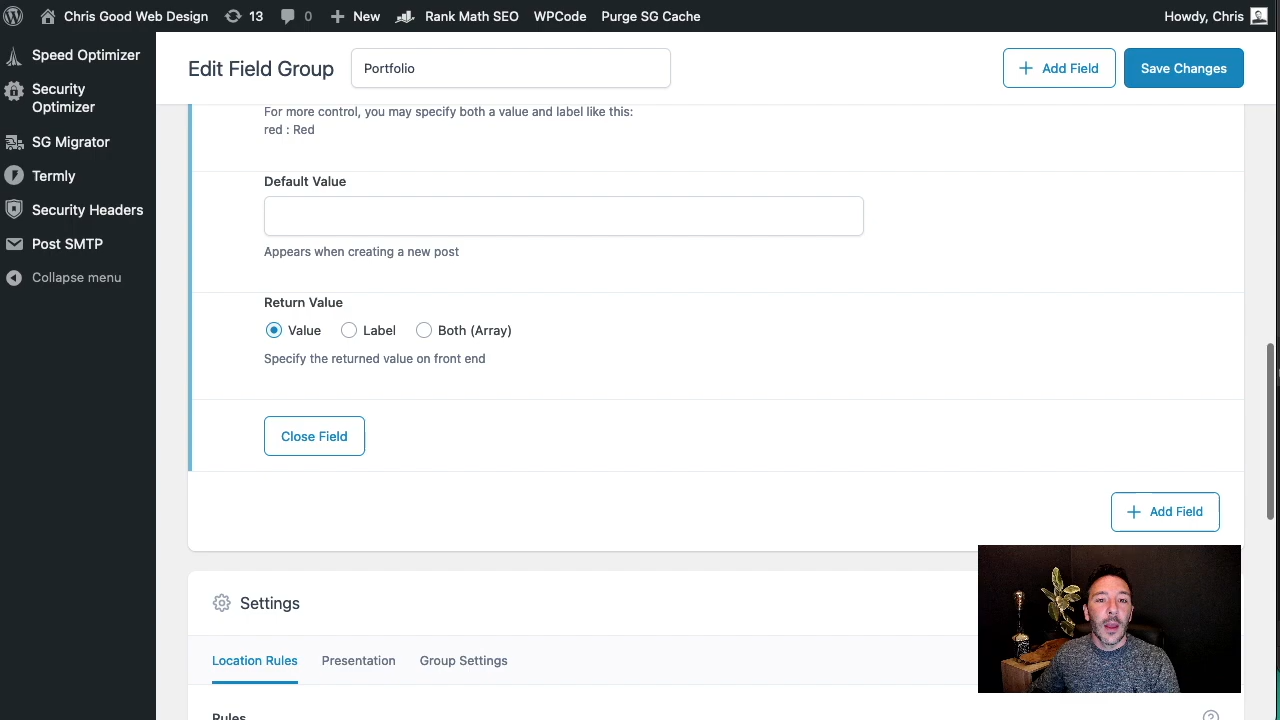 Chris Good Web Design 13 0 New Rank Math SEO WPCode Purge SG Cache Howdy, Chris
Speed Optimizer
Security
Optimizer
SG Migrator
Termly
Security Headers
Post SMTP
Collapse menu
Edit Field Group Portfolio Add Field Save Changes
For more control, you may specify both a value and label like this:
red : Red
Default Value
Appears when creating a new post
Return Value
Value Label Both (Array)
Specify the returned value on front end
Close Field
Add Field
Settings
Location Rules Presentation Group Settings
Rules